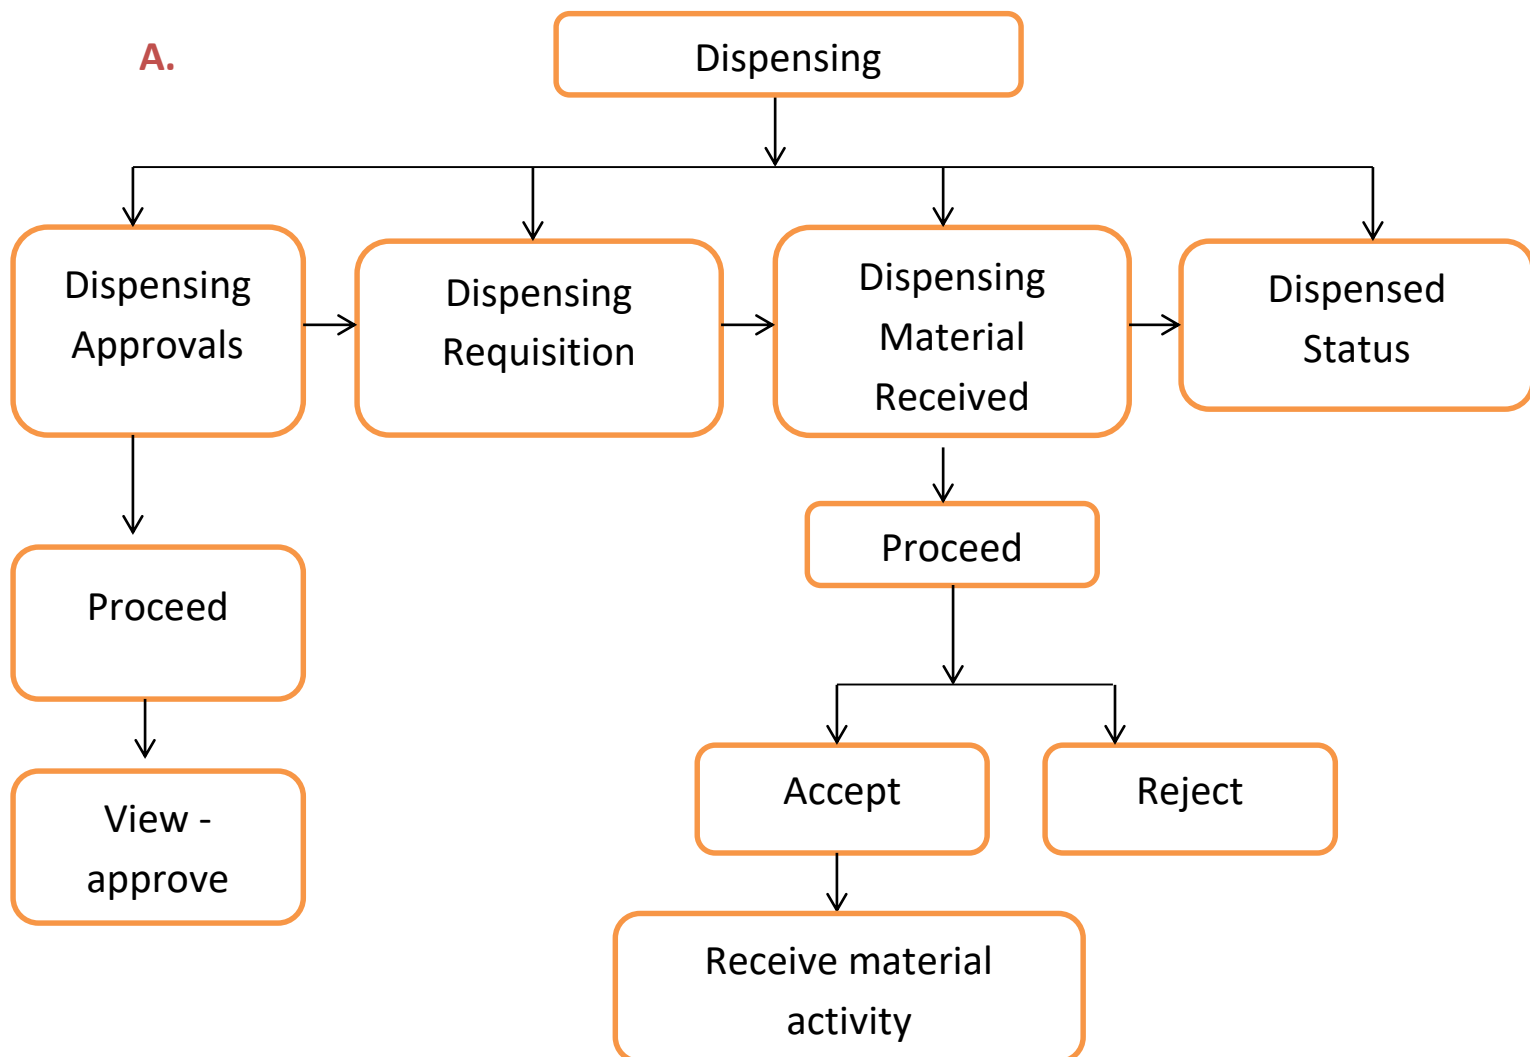 A.
Dispensing
Dispensing
Approvals
Dispensing
Requisition
Dispensing
Material
Received
Dispensed
Status
Proceed
Proceed
View -
approve
Accept
Reject
Receive material
activity